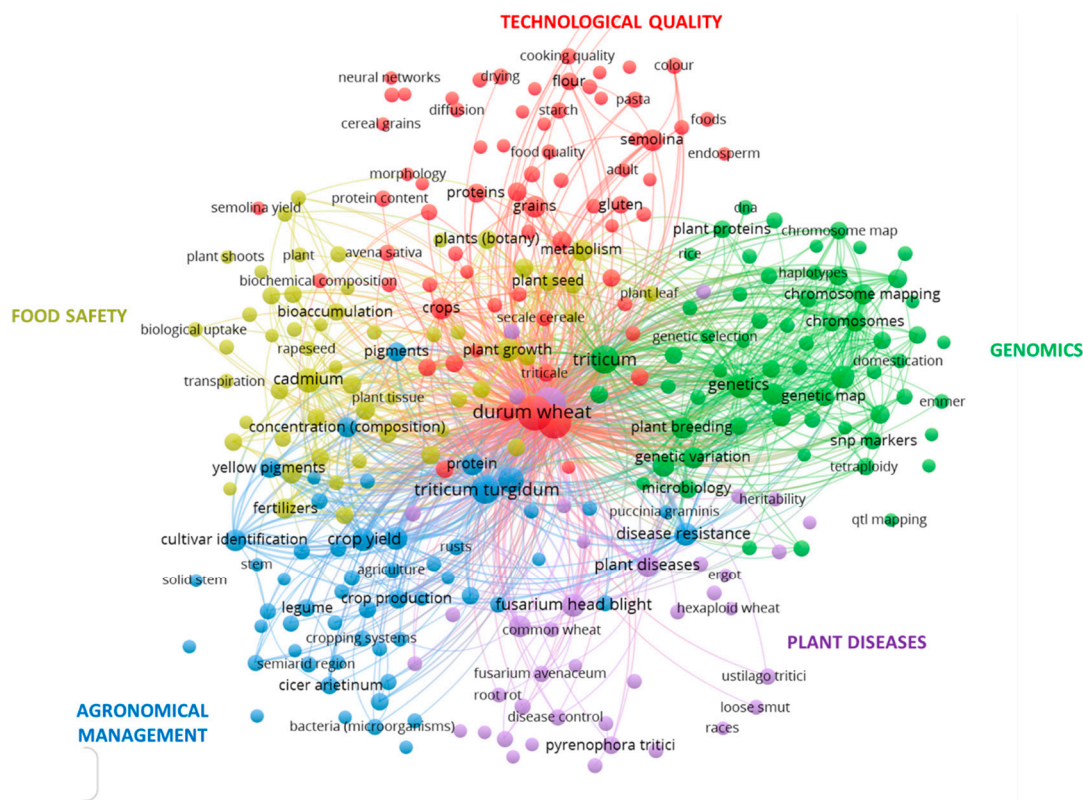 TECHNOLOGICAL QUALITY
cooking quality
colour
neural networks
drying
flour
pasta
diffusion
starch
foods
cereal grains
semolina
food quality
endosperm
morphology
adult
protein content
proteins
semolina yield
grains
gluten
dna
plant proteins
chromosome map
plants (botany)
metabolism
rice
plant shoots
plant
avena sativa
haplotypes
biochemical composition
plant seed
plant leaf
chromosome mapping
FOOD SAFETY
bioaccumulation
crops
secale cereale
chromosomes
biological uptake
genetic selection
rapeseed
pigments
plant growth
triticum
GENOMICS
domestication
transpiration
cadmium
triticale
genetics
genetic map
plant tissue
emmer
durum wheat
concentration (composition)
plant breeding
snp markers
yellow pigments
protein
genetic variation
tetraploidy
triticum turgidum
microbiology
heritability
fertilizers
puccinia graminis
qtl mapping
cultivar identification
crop yield
disease resistance
rusts
stem
plant diseases
solid stem
agriculture
ergot
legume
crop production
fusarium head blight
hexaploid wheat
cropping systems
common wheat
PLANT DISEASES
semiarid region
fusarium avenaceum
ustilago tritici
cicer arietinum
root rot
loose smut
AGRONOMICAL
MANAGEMENT
bacteria (microorganisms)
disease control
races
pyrenophora tritici